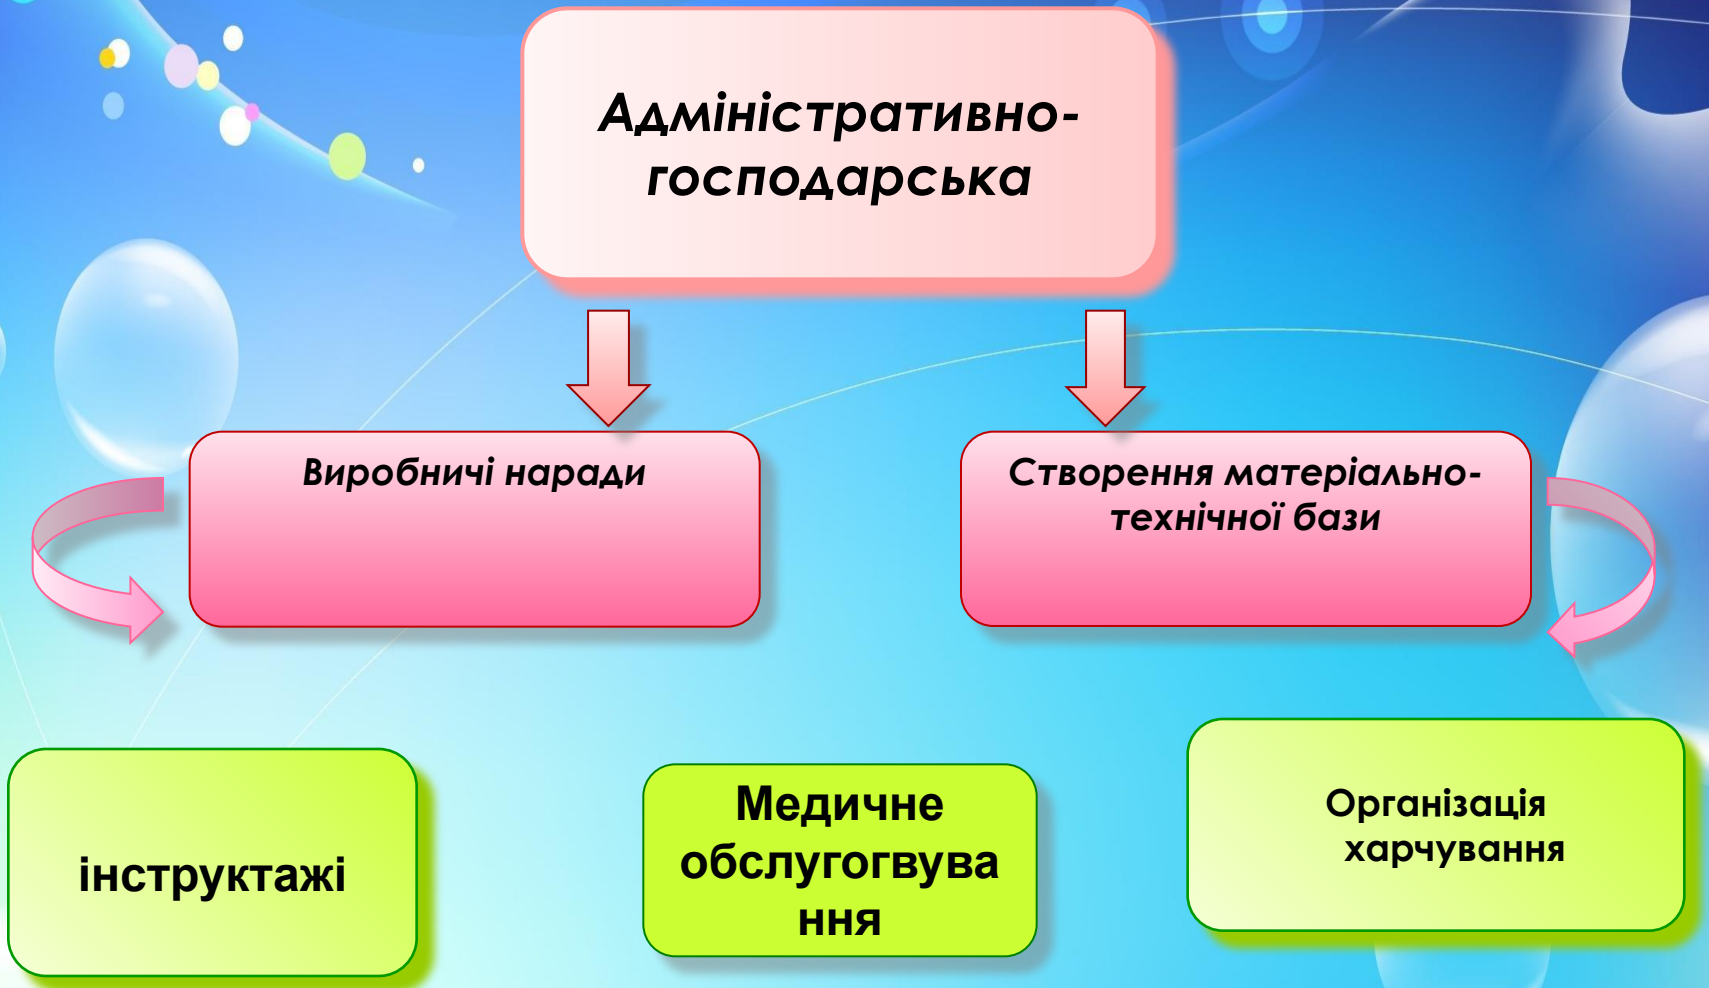 Адміністративно-
господарська
Виробничі наради
Створення матеріально-
технічної бази
інструктажі
Медичне
обслугогвува
ння
Організація
харчування